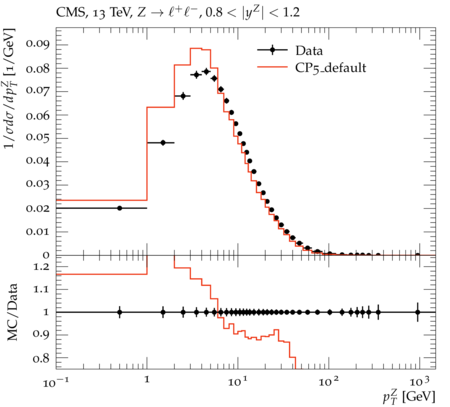 CMS, 13 TeV, Z → ℓ⁺ℓ⁻, 0.8 < |y^Z| < 1.2
1/σdσ/dp_T^Z [1/GeV]
0.09
0.08
0.07
0.06
0.05
0.04
0.03
0.02
0.01
0
Data
CP5_default
MC/Data
1.2
1.1
1
0.9
0.8
10⁻¹ 1 10¹ 10² 10³
p_T^Z [GeV]